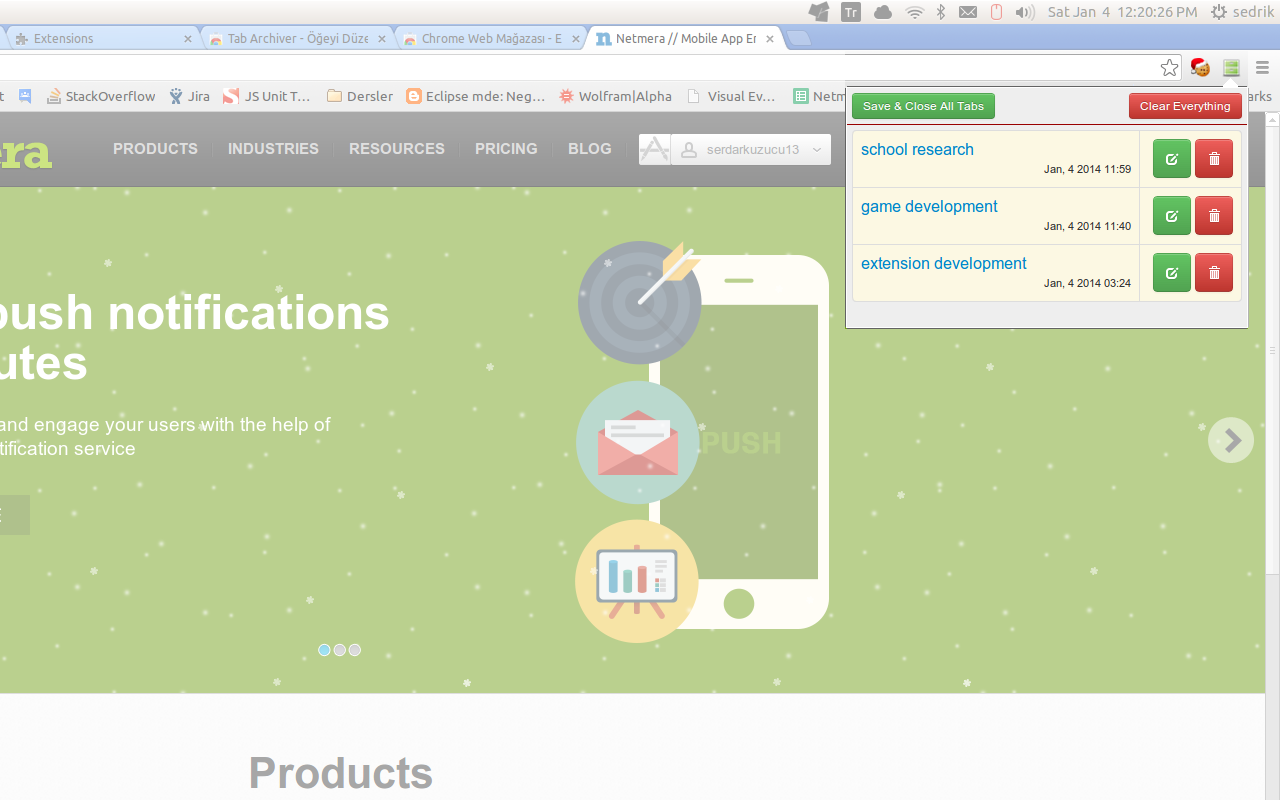 Tr
Sat Jan 4 12:20:26 PM
sedrik
Extensions
Tab Archiver - Öğeyi Düze
Chrome Web Mağazası - E
Netmera // Mobile App Er
StackOverflow
Jira
JS Unit T...
Dersler
Eclipse mde: Neg...
Wolfram|Alpha
Visual Ev...
Netm
arks
Save & Close All Tabs
Clear Everything
school research
Jan, 4 2014 11:59
game development
Jan, 4 2014 11:40
extension development
Jan, 4 2014 03:24
era
PRODUCTS
INDUSTRIES
RESOURCES
PRICING
BLOG
serdarkuzucu13
push notifications
utes
and engage your users with the help of
tification service
PUSH
Products